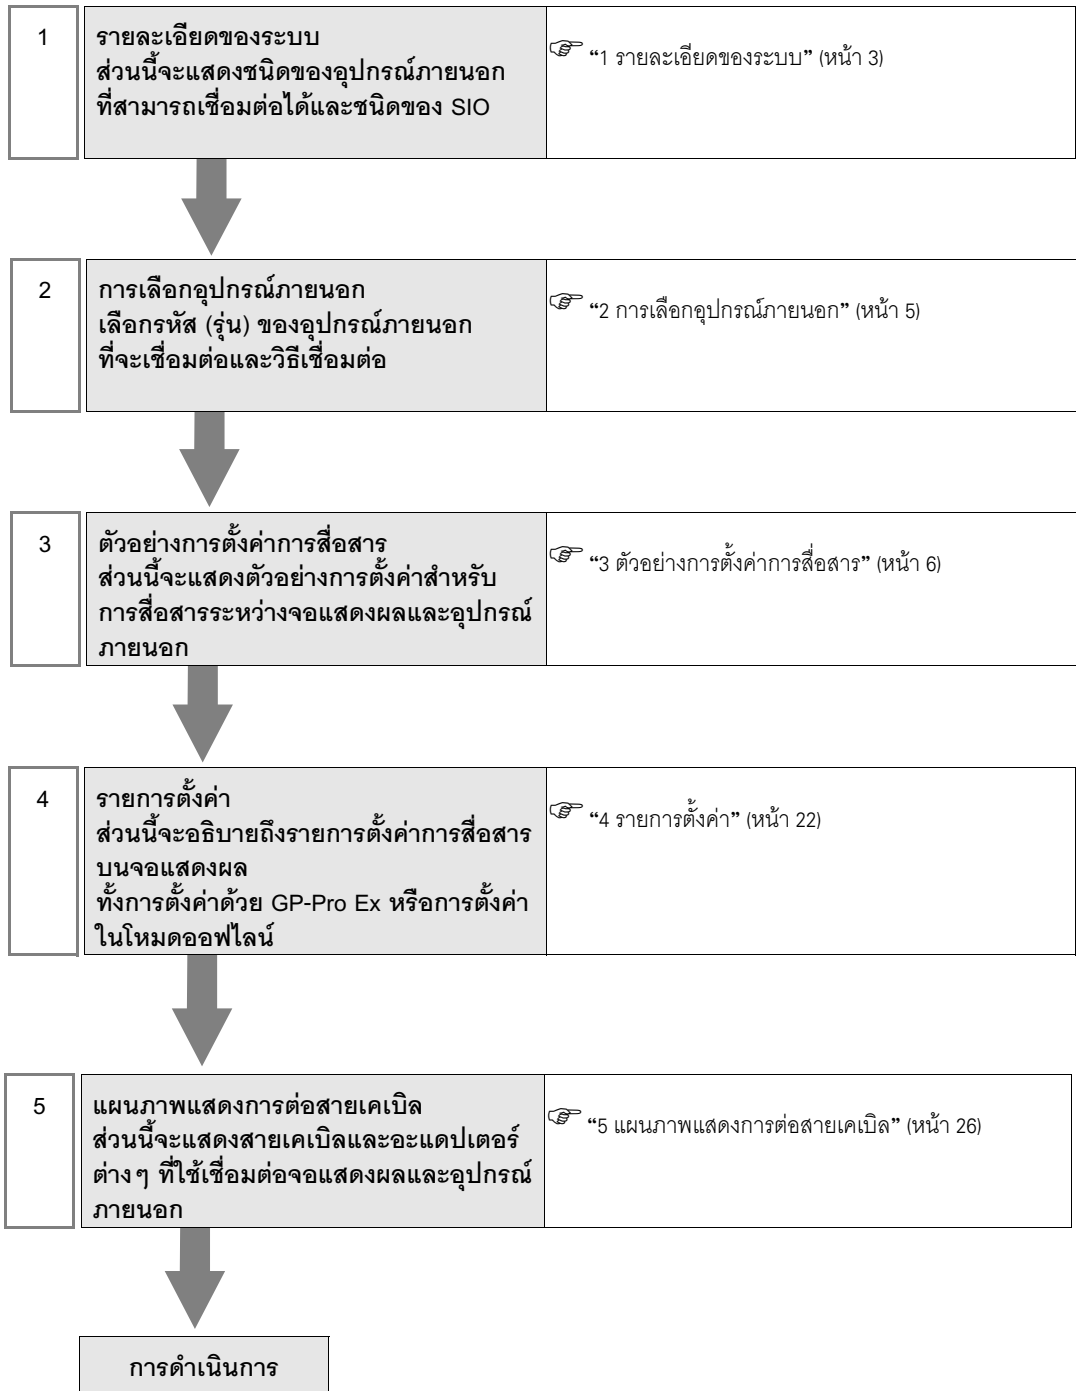 1
รายละเอียดของระบบ
ส่วนนี้จะแสดงชนิดของอุปกรณ์ภายนอก
ที่สามารถเชื่อมต่อได้และชนิดของ SIO
“1 รายละเอียดของระบบ” (หน้า 3)
2
การเลือกอุปกรณ์ภายนอก
เลือกรหัส (รุ่น) ของอุปกรณ์ภายนอก
ที่จะเชื่อมต่อและวิธีเชื่อมต่อ
“2 การเลือกอุปกรณ์ภายนอก” (หน้า 5)
3
ตัวอย่างการตั้งค่าการสื่อสาร
ส่วนนี้จะแสดงตัวอย่างการตั้งค่าสำหรับ
การสื่อสารระหว่างจอแสดงผลและอุปกรณ์
ภายนอก
“3 ตัวอย่างการตั้งค่าการสื่อสาร” (หน้า 6)
4
รายการตั้งค่า
ส่วนนี้จะอธิบายถึงรายการตั้งค่าการสื่อสาร
บนจอแสดงผล
ทั้งการตั้งค่าด้วย GP-Pro Ex หรือการตั้งค่า
ในโหมดออฟไลน์
“4 รายการตั้งค่า” (หน้า 22)
5
แผนภาพแสดงการต่อสายเคเบิล
ส่วนนี้จะแสดงสายเคเบิลและอะแดปเตอร์
ต่างๆ ที่ใช้เชื่อมต่อจอแสดงผลและอุปกรณ์
ภายนอก
“5 แผนภาพแสดงการต่อสายเคเบิล” (หน้า 26)
การดำเนินการ